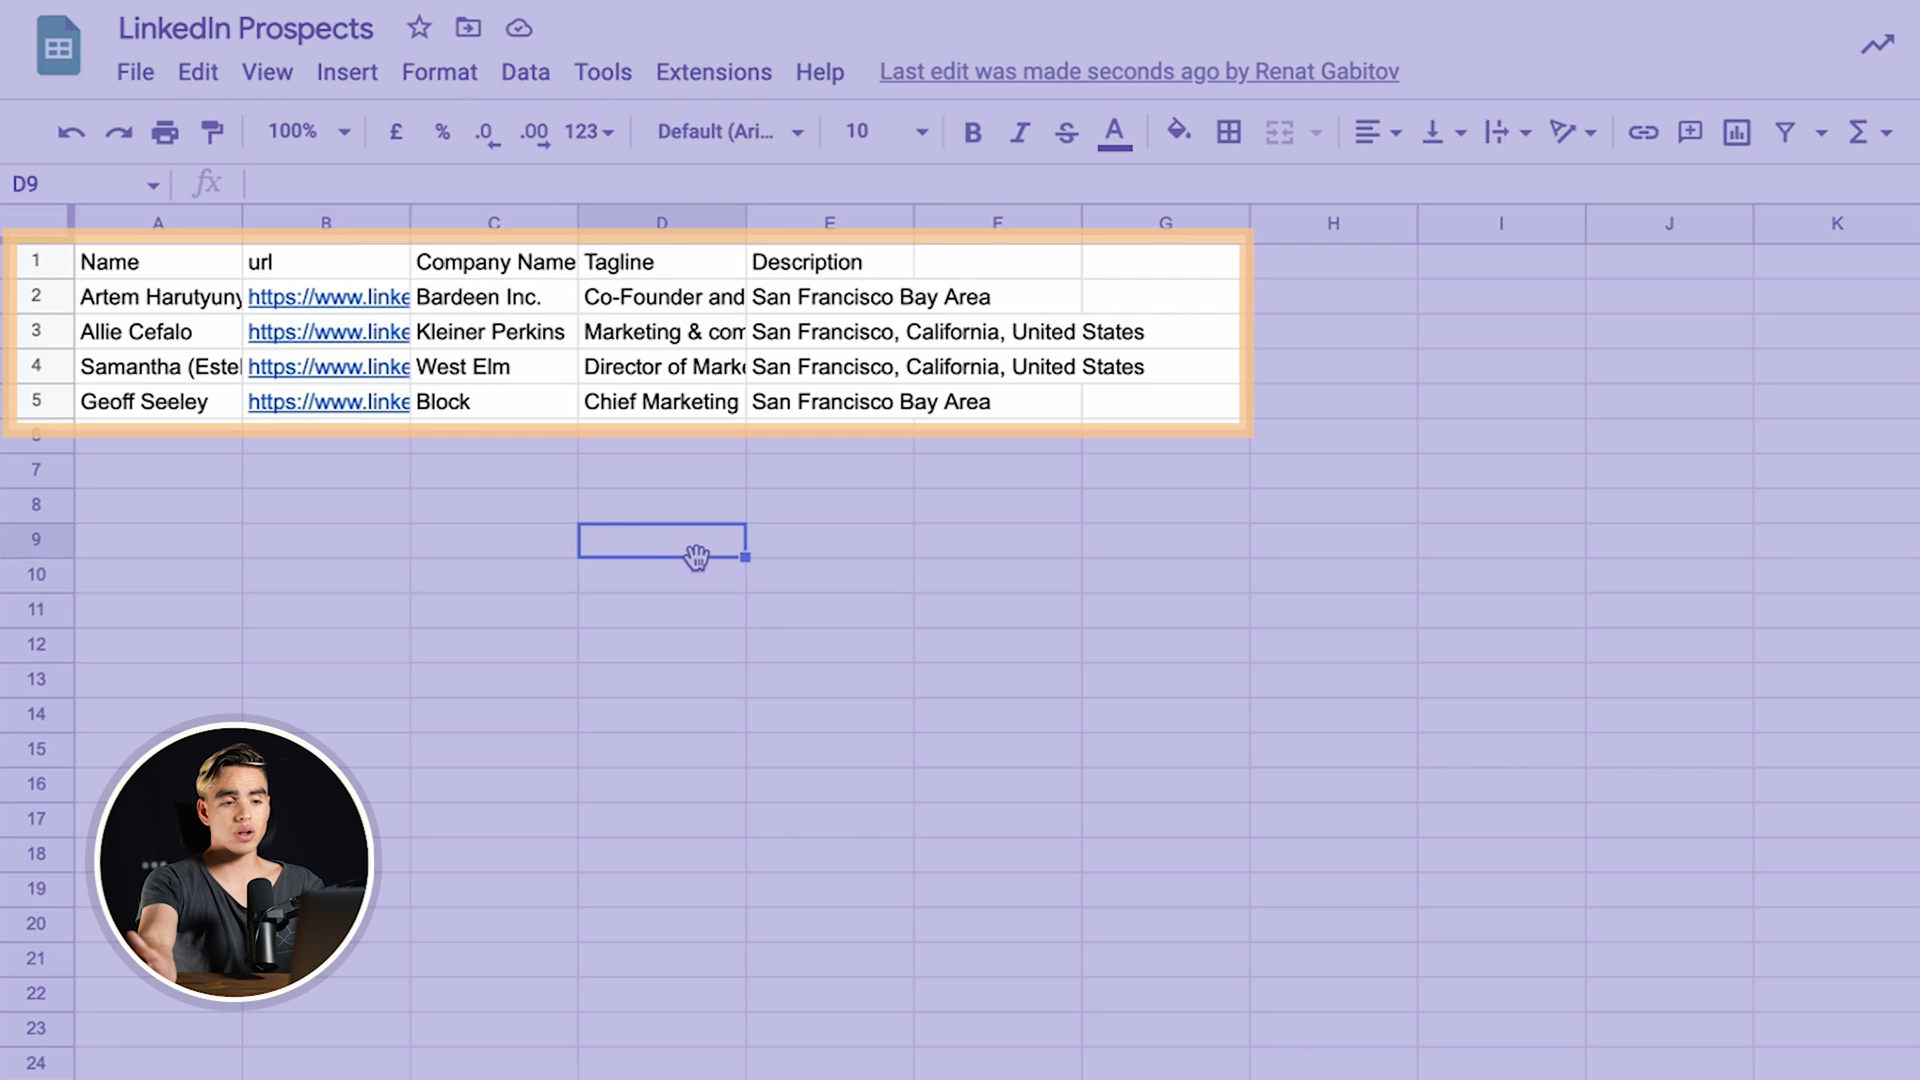 LinkedIn Prospects
File Edit View Insert Format Data Tools Extensions Help Last edit was made seconds ago by Renat Gabitov
100% £ % .0 .00 123 Default (Ari... 10 B I S A Σ
D9 fx
A B C D E F G H I J K
1 Name url Company Name Tagline Description
2 Artem Harutyuny https://www.linke Bardeen Inc. Co-Founder and San Francisco Bay Area
3 Allie Cefalo https://www.linke Kleiner Perkins Marketing & com San Francisco, California, United States
4 Samantha (Estel https://www.linke West Elm Director of Marke San Francisco, California, United States
5 Geoff Seeley https://www.linke Block Chief Marketing San Francisco Bay Area
6
7
8
9
10
11
12
13
14
15
16
17
18
19
20
21
22
23
24